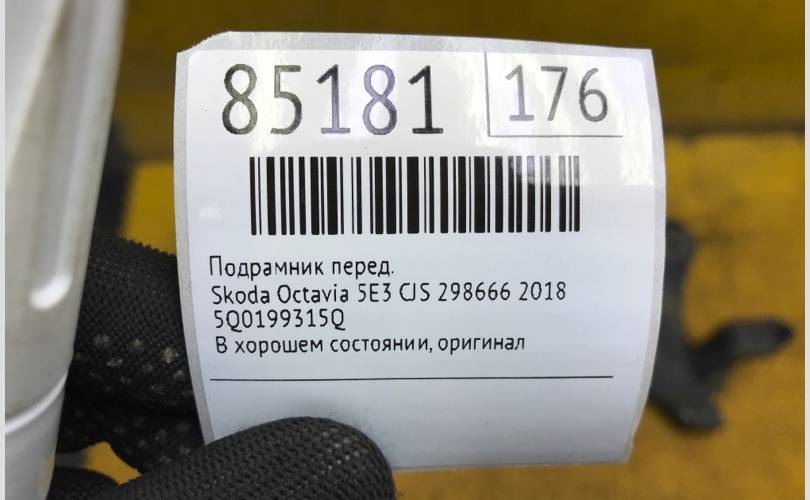 85181 176
Подрамник перед.
Skoda Octavia 5E3 CJS 298666 2018
5Q0199315Q
В хорошем состоянии, оригинал